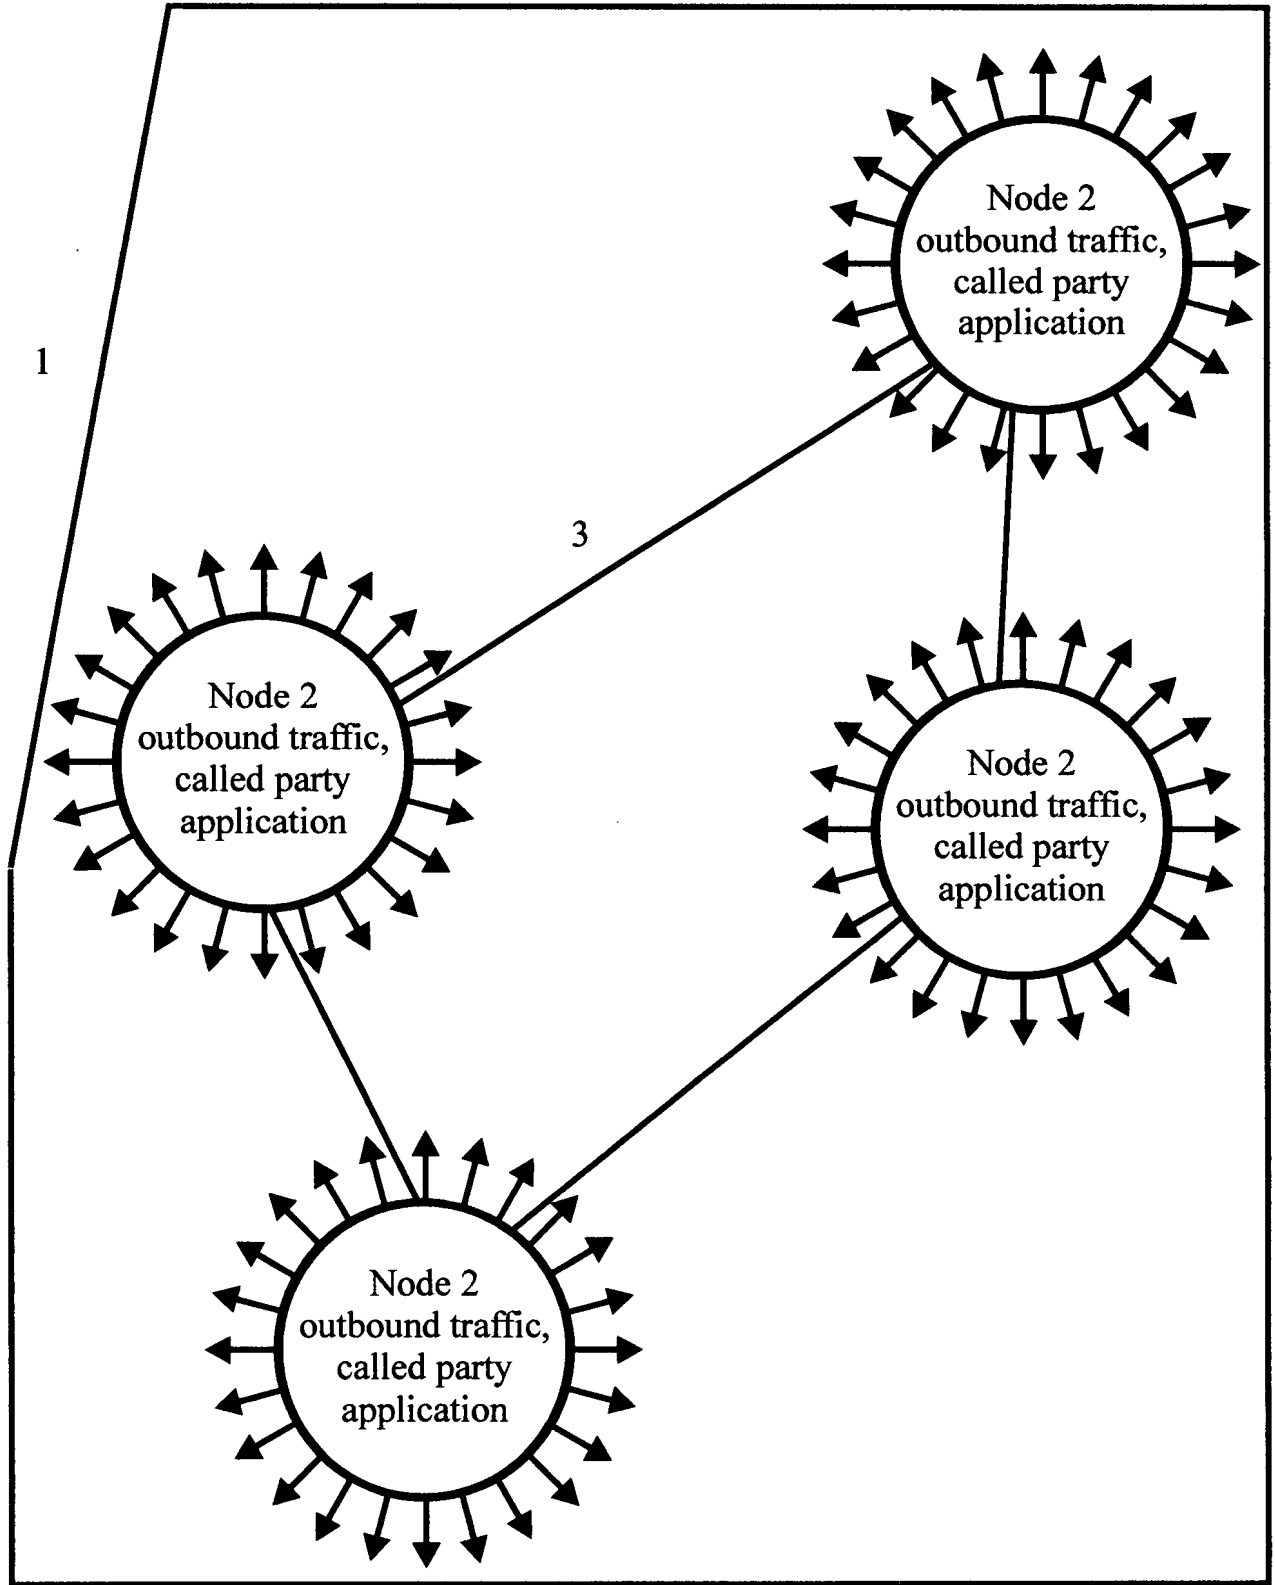 Node 2
outbound traffic,
called party
application
1
3
Node 2
outbound traffic,
called party
application
Node 2
outbound traffic,
called party
application
Node 2
outbound traffic,
called party
application